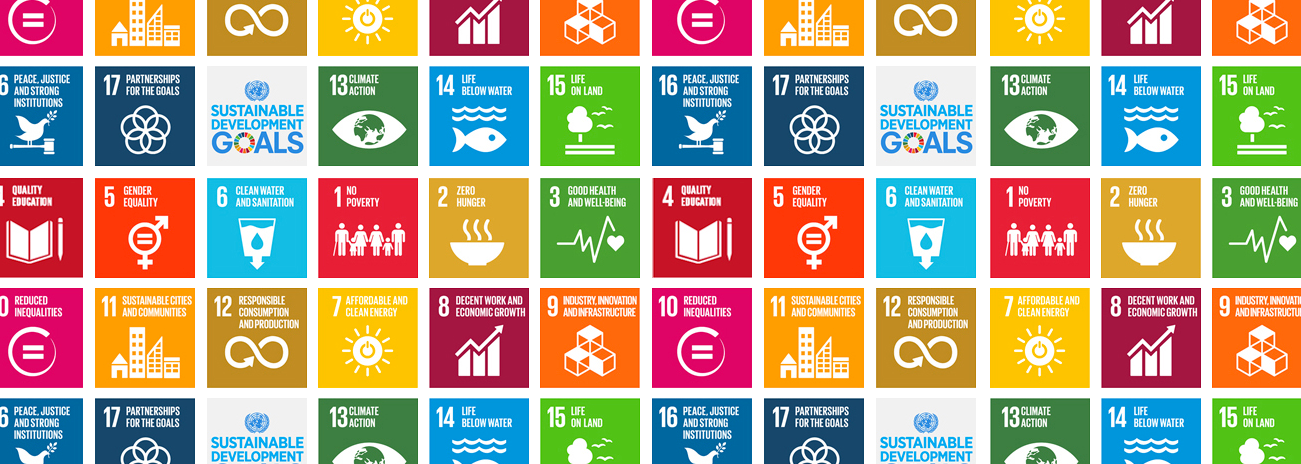 6 PEACE, JUSTICE
AND STRONG
INSTITUTIONS
17 PARTNERSHIPS
FOR THE GOALS
SUSTAINABLE
DEVELOPMENT
GOALS
13 CLIMATE
ACTION
14 LIFE
BELOW WATER
15 LIFE
ON LAND
16 PEACE, JUSTICE
AND STRONG
INSTITUTIONS
17 PARTNERSHIPS
FOR THE GOALS
SUSTAINABLE
DEVELOPMENT
GOALS
13 CLIMATE
ACTION
14 LIFE
BELOW WATER
15 LIFE
ON LAND
4 QUALITY
EDUCATION
5 GENDER
EQUALITY
6 CLEAN WATER
AND SANITATION
1 NO
POVERTY
2 ZERO
HUNGER
3 GOOD HEALTH
AND WELL-BEING
4 QUALITY
EDUCATION
5 GENDER
EQUALITY
6 CLEAN WATER
AND SANITATION
1 NO
POVERTY
2 ZERO
HUNGER
3 GOOD HEALTH
AND WELL-BEING
0 REDUCED
INEQUALITIES
11 SUSTAINABLE CITIES
AND COMMUNITIES
12 RESPONSIBLE
CONSUMPTION
AND PRODUCTION
7 AFFORDABLE AND
CLEAN ENERGY
8 DECENT WORK AND
ECONOMIC GROWTH
9 INDUSTRY, INNOVATION
AND INFRASTRUCTURE
10 REDUCED
INEQUALITIES
11 SUSTAINABLE CITIES
AND COMMUNITIES
12 RESPONSIBLE
CONSUMPTION
AND PRODUCTION
7 AFFORDABLE AND
CLEAN ENERGY
8 DECENT WORK AND
ECONOMIC GROWTH
9 INDUSTRY, INNOVATI
AND INFRASTRUCTU
6 PEACE, JUSTICE
AND STRONG
INSTITUTIONS
17 PARTNERSHIPS
FOR THE GOALS
SUSTAINABLE
DEVELOPMENT
13 CLIMATE
ACTION
14 LIFE
BELOW WATER
15 LIFE
ON LAND
16 PEACE, JUSTICE
AND STRONG
INSTITUTIONS
17 PARTNERSHIPS
FOR THE GOALS
SUSTAINABLE
DEVELOPMENT
13 CLIMATE
ACTION
14 LIFE
BELOW WATER
15 LIFE
ON LAND